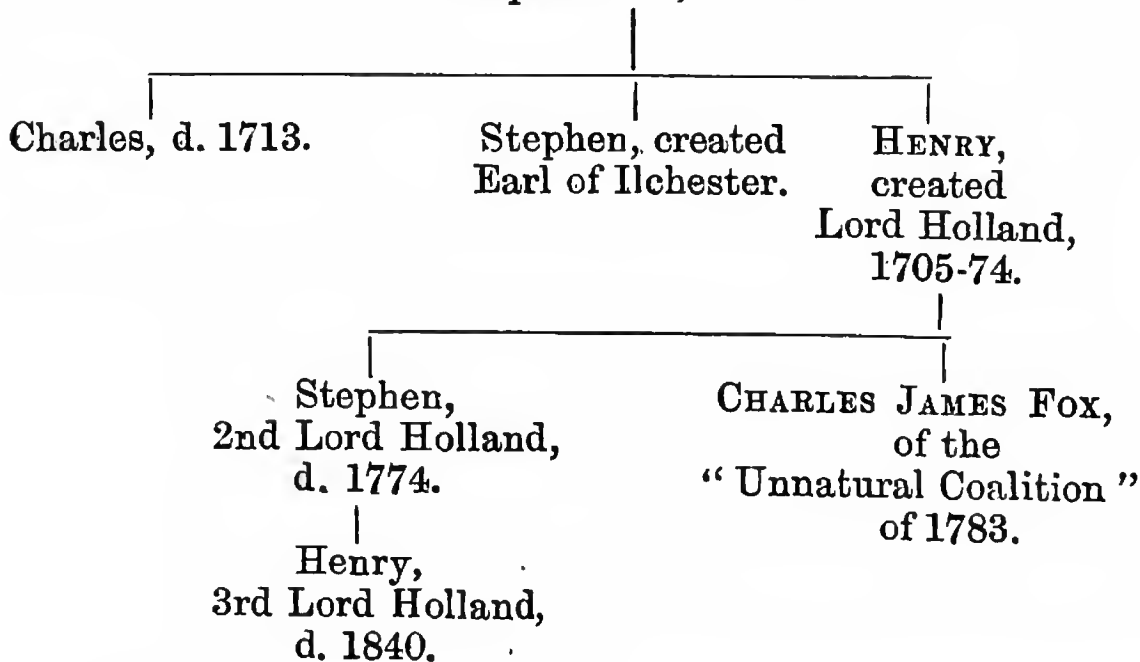 Charles, d. 1713.
Stephen, created
Earl of Ilchester.
HENRY,
created
Lord Holland,
1705-74.
Stephen,
2nd Lord Holland,
d. 1774.
CHARLES JAMES FOX,
of the
“ Unnatural Coalition ”
of 1783.
Henry,
3rd Lord Holland,
d. 1840.